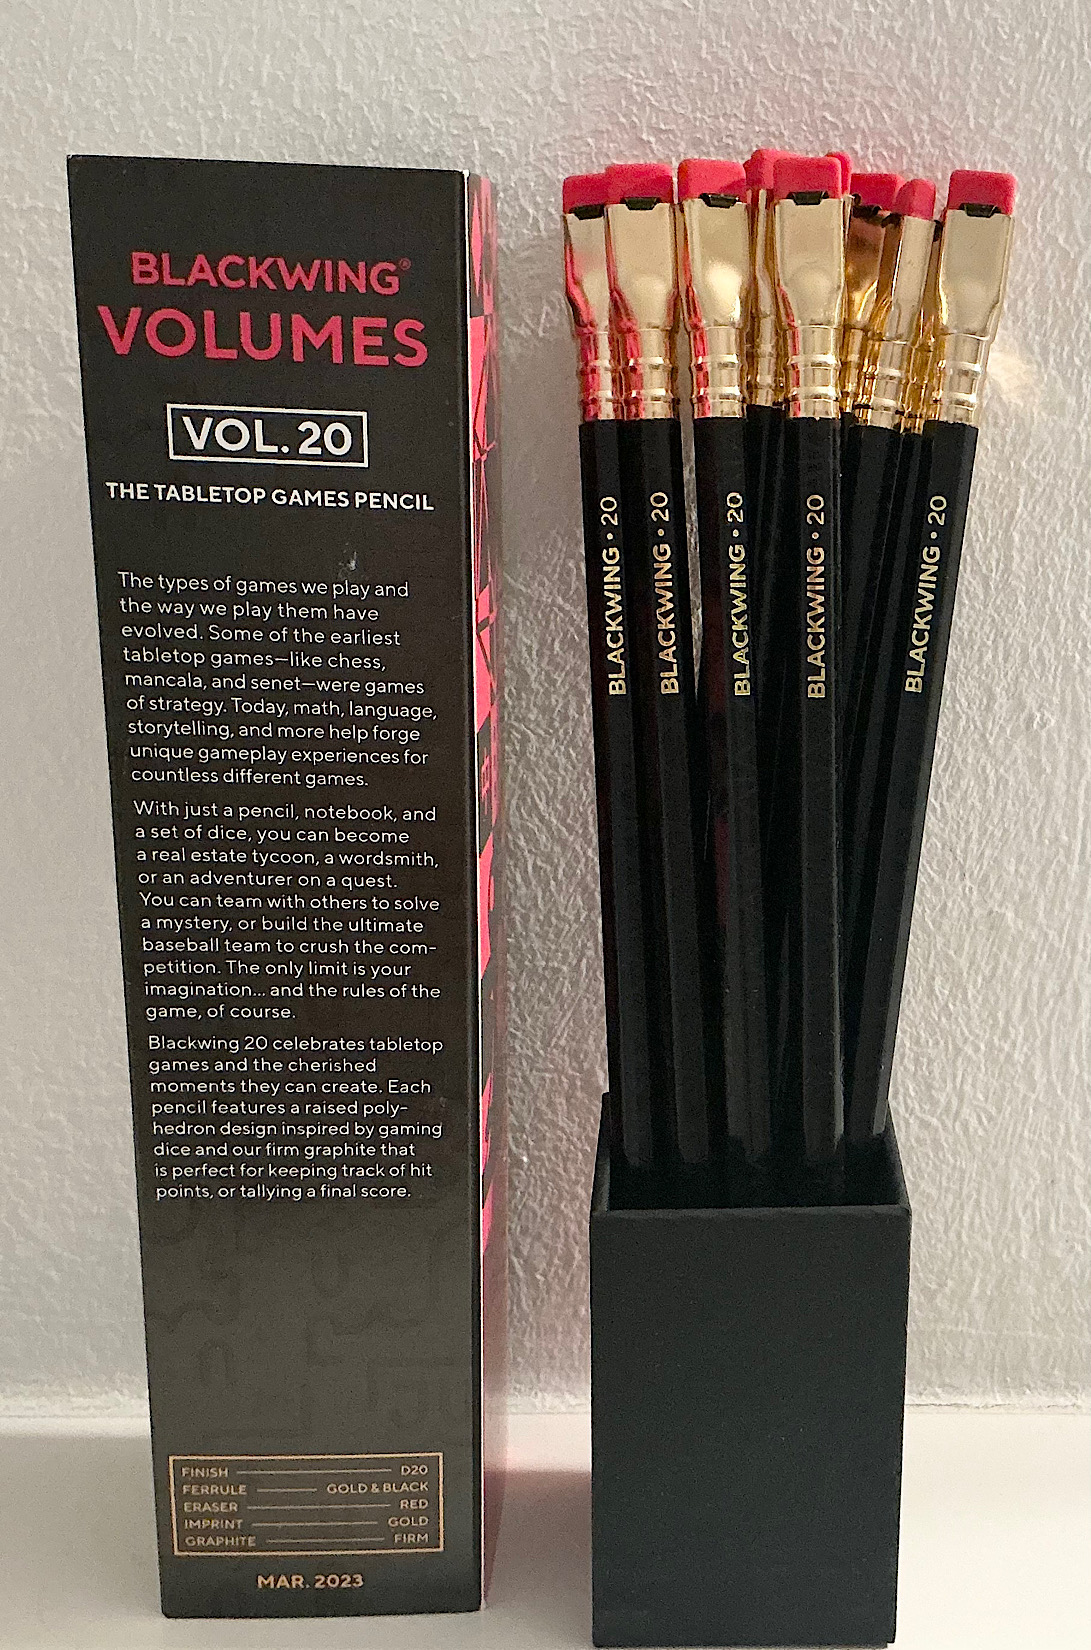 BLACKWING®
VOLUMES
VOL. 20
THE TABLETOP GAMES PENCIL
The types of games we play and
the way we play them have
evolved. Some of the earliest
tabletop games—like chess,
mancala, and senet—were games
of strategy. Today, math, language,
storytelling, and more help forge
unique gameplay experiences for
countless different games.
With just a pencil, notebook, and
a set of dice, you can become
a real estate tycoon, a wordsmith,
or an adventurer on a quest.
You can team with others to solve
a mystery, or build the ultimate
baseball team to crush the com-
petition. The only limit is your
imagination... and the rules of the
game, of course.
Blackwing 20 celebrates tabletop
games and the cherished
moments they can create. Each
pencil features a raised poly-
hedron design inspired by gaming
dice and our firm graphite that
is perfect for keeping track of hit
points, or tallying a final score.
FINISH D20
FERRULE GOLD & BLACK
ERASER RED
IMPRINT GOLD
GRAPHITE FIRM
MAR. 2023
BLACKWING • 20
BLACKWING • 20
BLACKWING • 20
BLACKWING • 20
BLACKWING • 20